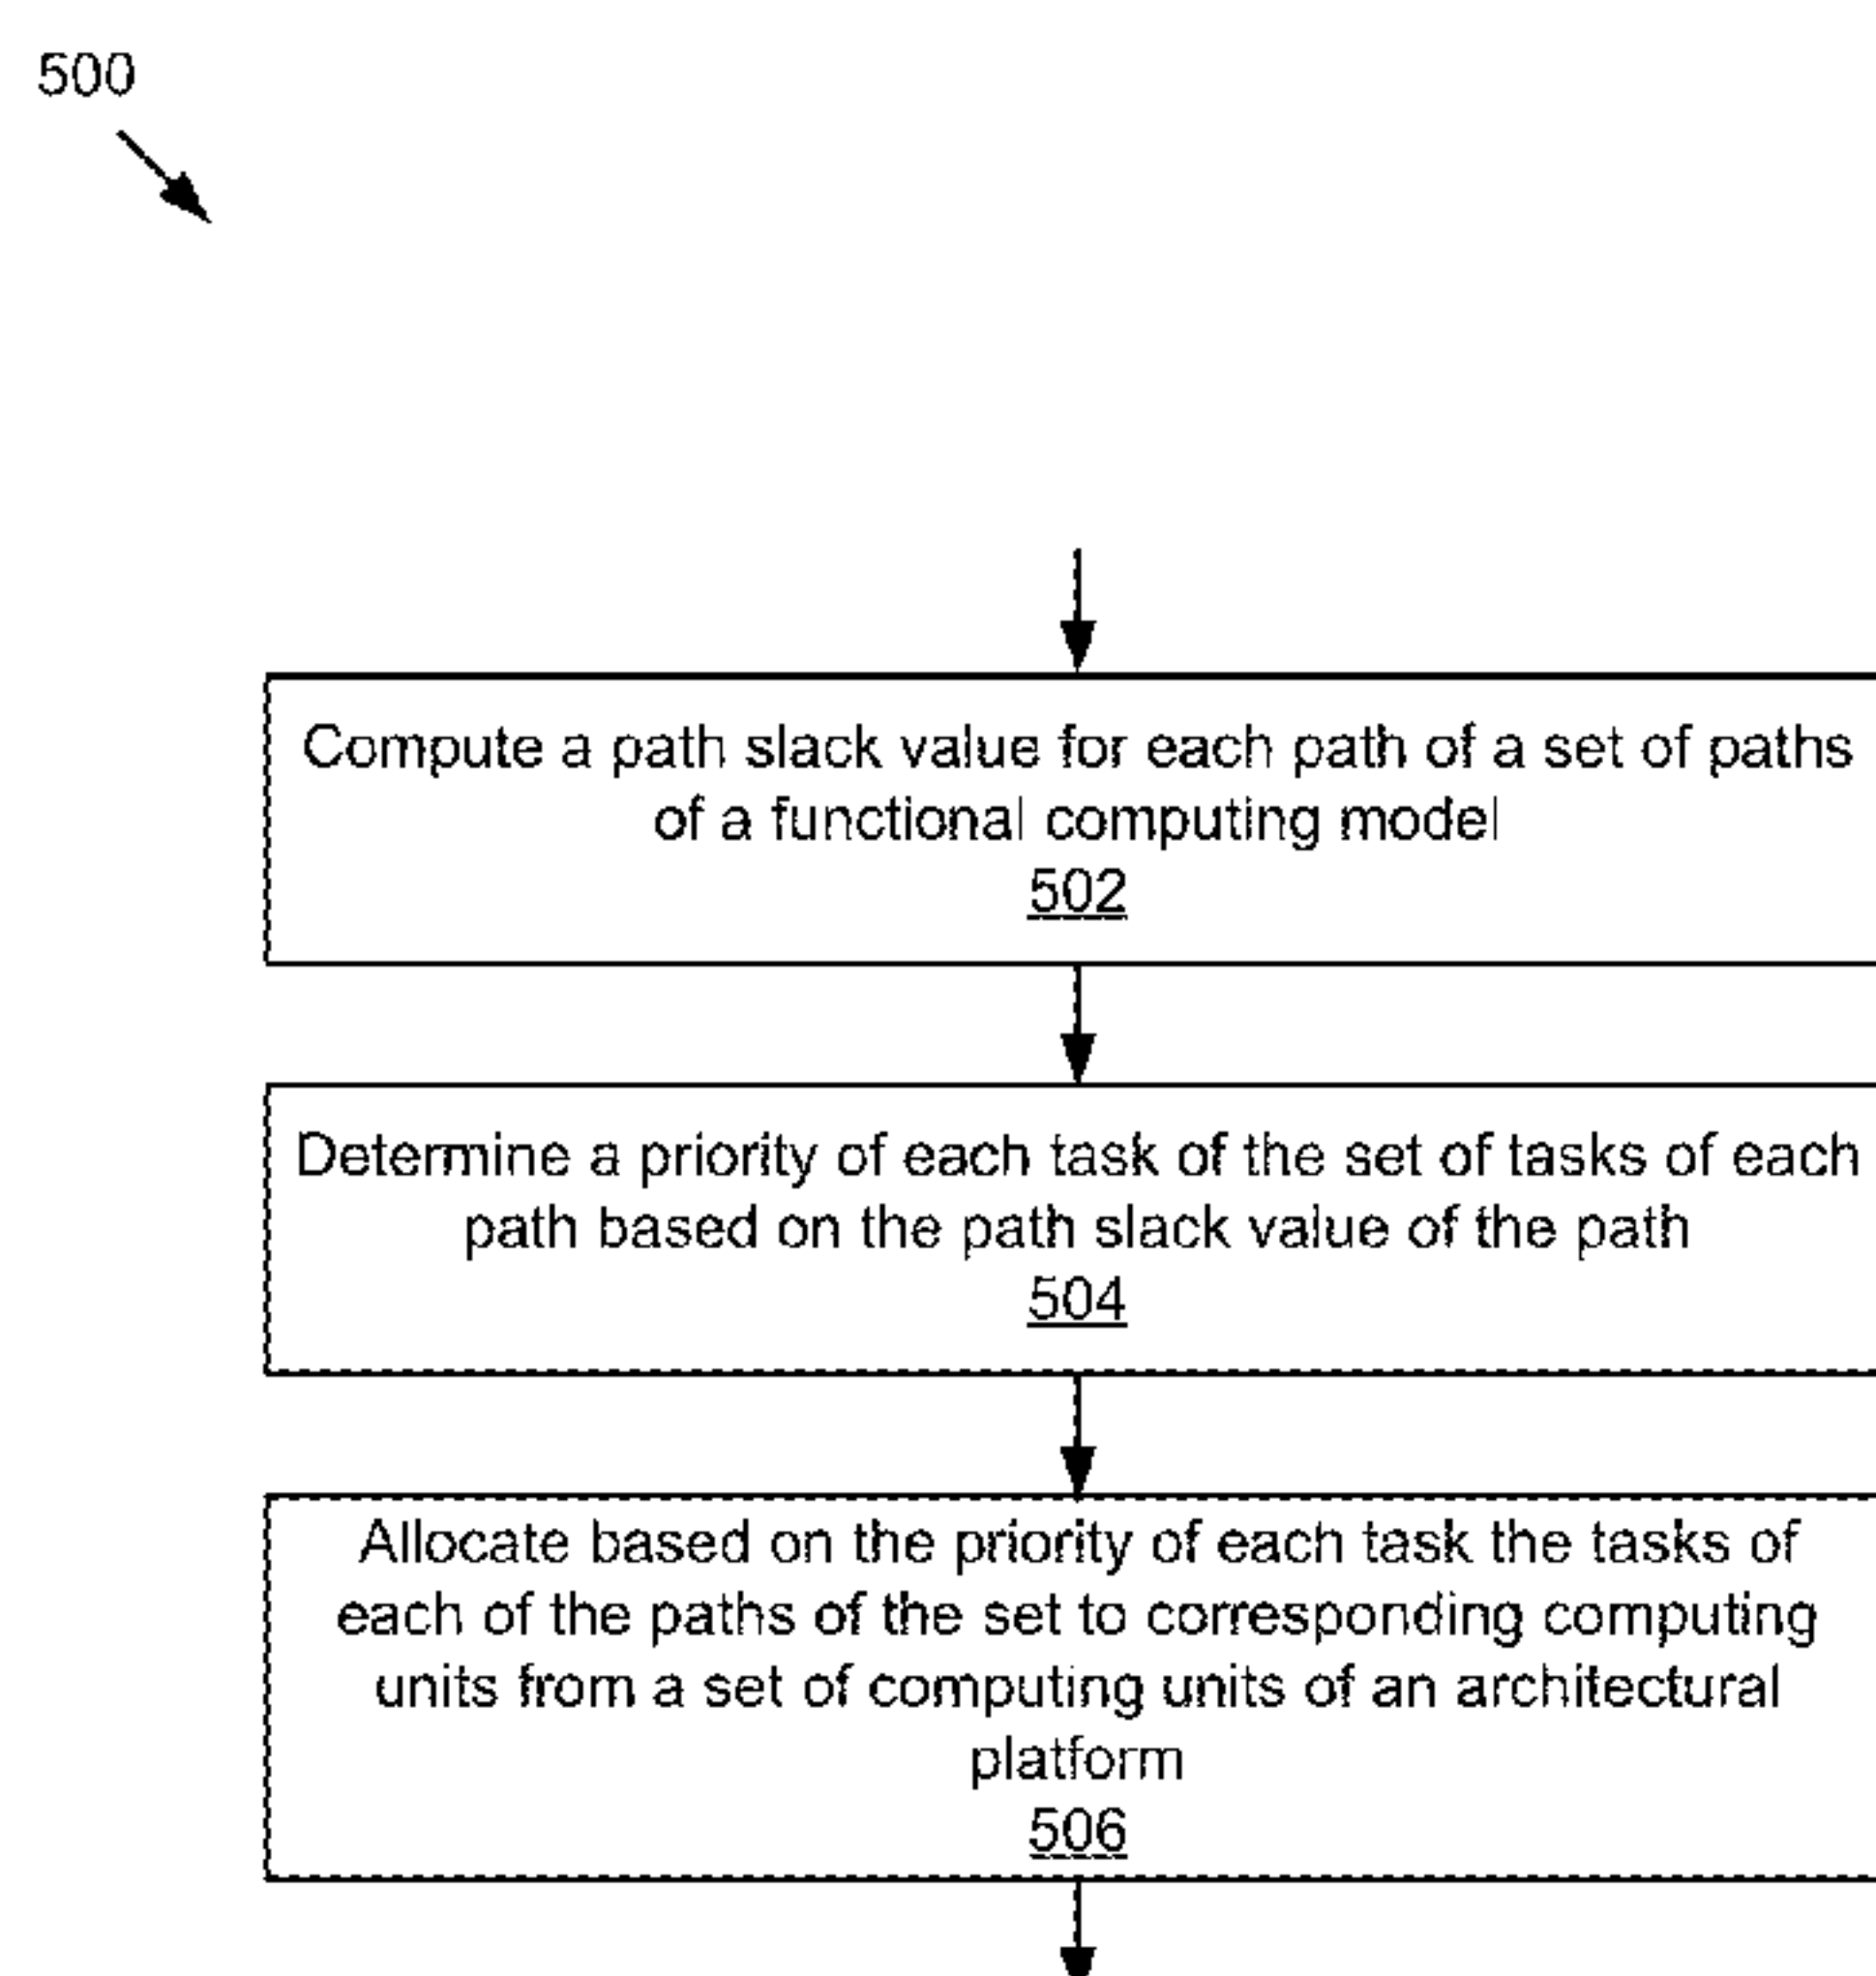 500
Compute a path slack value for each path of a set of paths
of a functional computing model
502
Determine a priority of each task of the set of tasks of each
path based on the path slack value of the path
504
Allocate based on the priority of each task the tasks of
each of the paths of the set to corresponding computing
units from a set of computing units of an architectural
platform
506